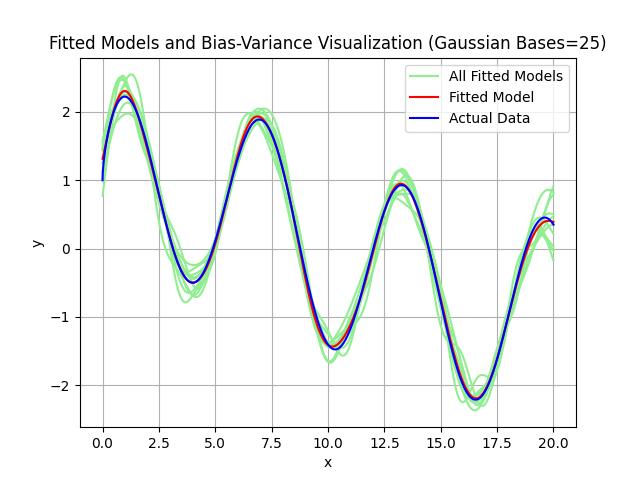 Fitted Models and Bias-Variance Visualization (Gaussian Bases=25)
All Fitted Models
Fitted Model
Actual Data
2
1
0
−1
−2
y
0.0 2.5 5.0 7.5 10.0 12.5 15.0 17.5 20.0
x